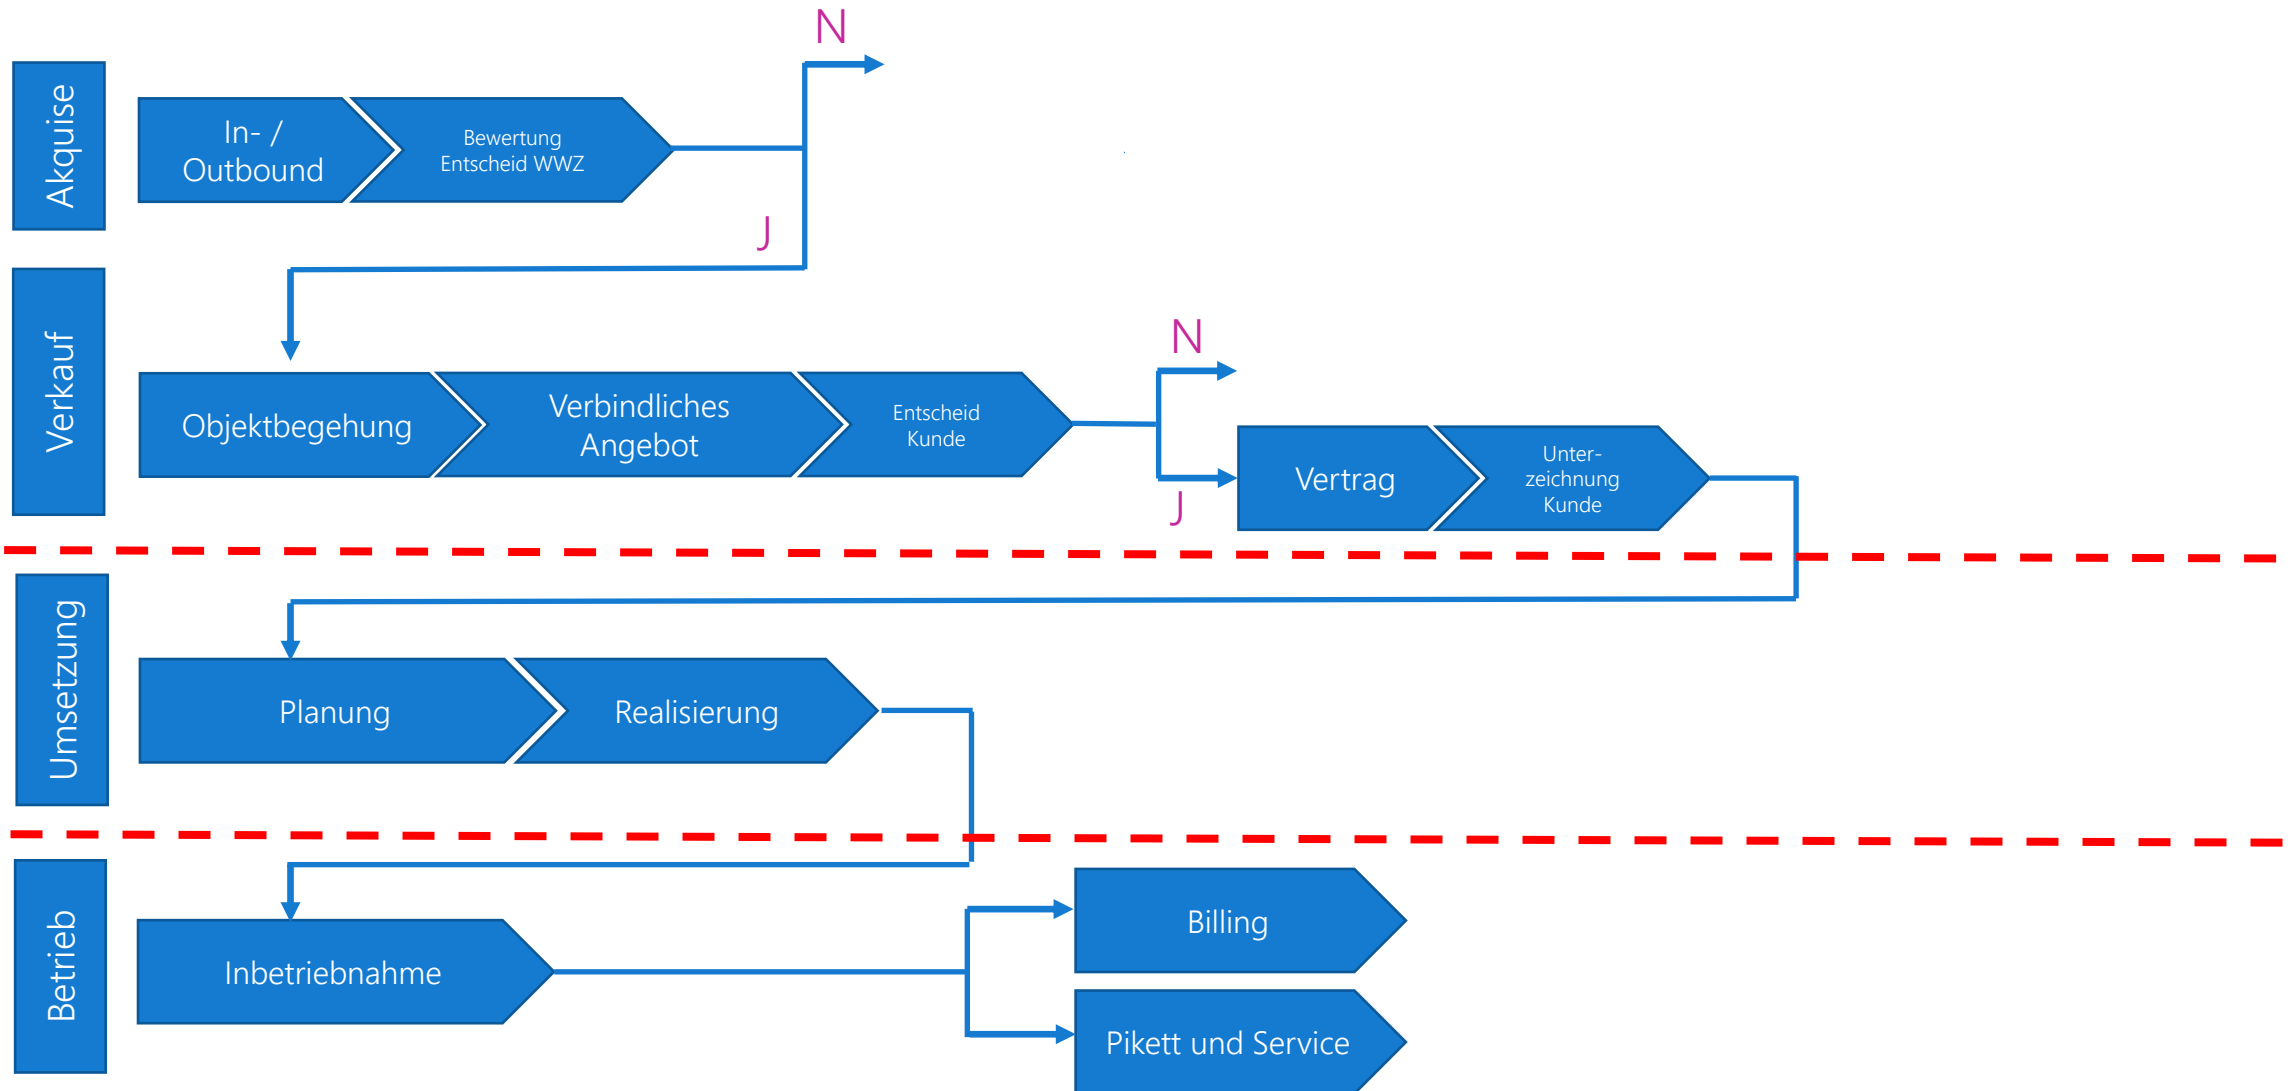 N
Akquise
In- /
Outbound
Bewertung
Entscheid WWZ
J
Verkauf
N
Objektbegehung
Verbindliches
Angebot
Entscheid
Kunde
J
Vertrag
Unter-
zeichnung
Kunde
Umsetzung
Planung
Realisierung
Betrieb
Inbetriebnahme
Billing
Pikett und Service